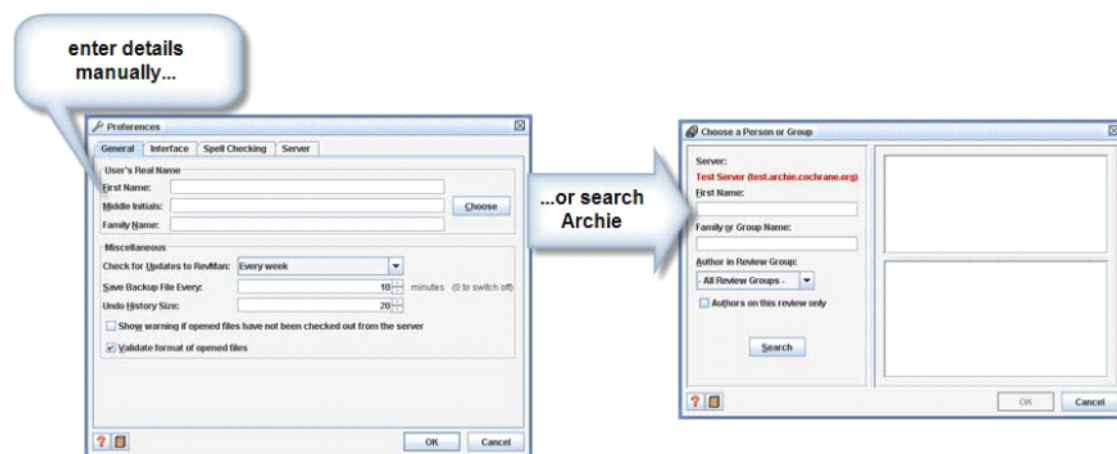 enter details
manually...
Preferences
General Interface Spell Checking Server
User's Real Name
First Name:
Middle Initials:
Choose
Family Name:
Miscellaneous
Check for Updates to RevMan: Every week
Save Backup File Every: 10 minutes (0 to switch off)
Undo History Size: 20
Show warning if opened files have not been checked out from the server
Validate format of opened files
? OK Cancel
...or search
Archie
Choose a Person or Group
Server:
Test Server (test.archie.cochrane.org)
First Name:
Family or Group Name:
Author in Review Group:
- All Review Groups -
Authors on this review only
Search
? OK Cancel